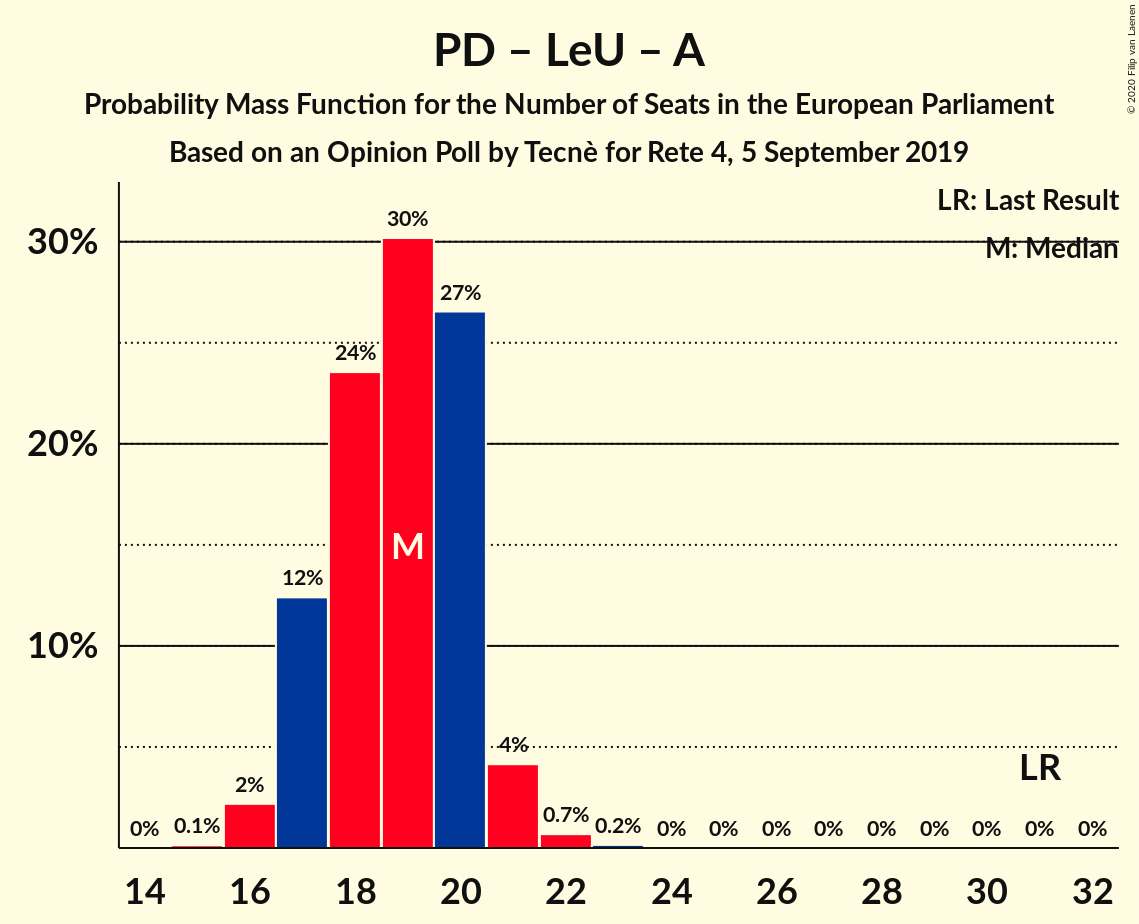 PD – LeU – A
Probability Mass Function for the Number of Seats in the European Parliament
Based on an Opinion Poll by Tecnè for Rete 4, 5 September 2019
© 2020 Filip van Laenen
LR: Last Result
M: Median
30%
20%
10%
0%
0.1%
2%
12%
24%
30%
27%
4%
0.7%
0.2%
0%
0%
0%
0%
0%
0%
0%
0%
0%
M
LR
14 16 18 20 22 24 26 28 30 32